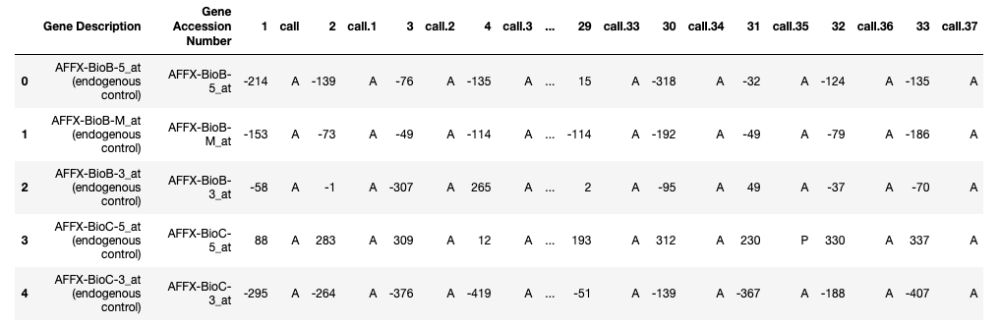 Gene Description Gene Accession Number 1 call 2 call.1 3 call.2 4 call.3 ... 29 call.33 30 call.34 31 call.35 32 call.36 33 call.37
0 AFFX-BioB-5_at (endogenous control) AFFX-BioB-5_at -214 A -139 A -76 A -135 A ... 15 A -318 A -32 A -124 A -135 A
1 AFFX-BioB-M_at (endogenous control) AFFX-BioB-M_at -153 A -73 A -49 A -114 A ... -114 A -192 A -49 A -79 A -186 A
2 AFFX-BioB-3_at (endogenous control) AFFX-BioB-3_at -58 A -1 A -307 A 265 A ... 2 A -95 A 49 A -37 A -70 A
3 AFFX-BioC-5_at (endogenous control) AFFX-BioC-5_at 88 A 283 A 309 A 12 A ... 193 A 312 A 230 P 330 A 337 A
4 AFFX-BioC-3_at (endogenous control) AFFX-BioC-3_at -295 A -264 A -376 A -419 A ... -51 A -139 A -367 A -188 A -407 A